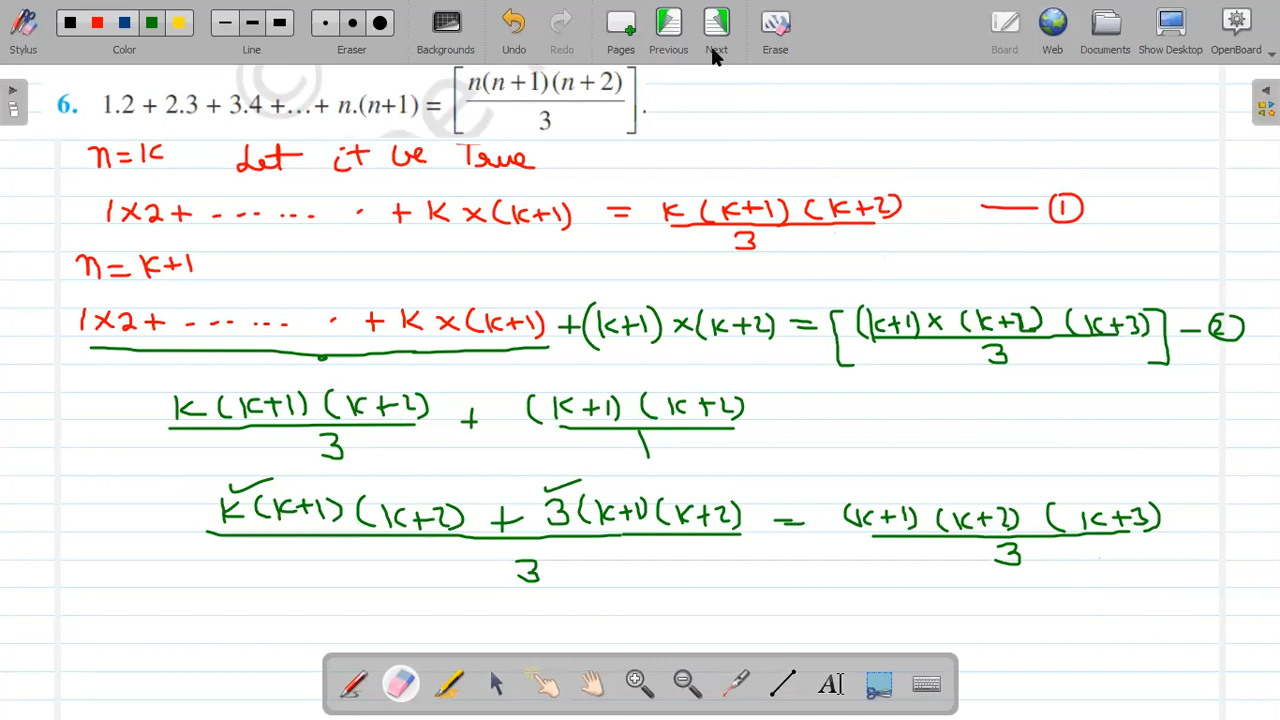 Stylus Color Line Eraser Backgrounds Undo Redo Pages Previous Next Erase Board Web Documents Show Desktop OpenBoard
6. 1.2 + 2.3 + 3.4 +...+ n.(n+1) = [n(n+1)(n+2)/3].
n=k Let it be True
1×2+ ......... + k×(k+1) = k(k+1)(k+2)/3 —— ①
n=k+1
1×2+ ......... + k×(k+1) +(k+1)×(k+2) = [(k+1)×(k+2)(k+3)/3] — ②
k(k+1)(k+2)/3 + (k+1)(k+2)/1
k(k+1)(k+2) + 3(k+1)(k+2)/3 = (k+1)(k+2)(k+3)/3